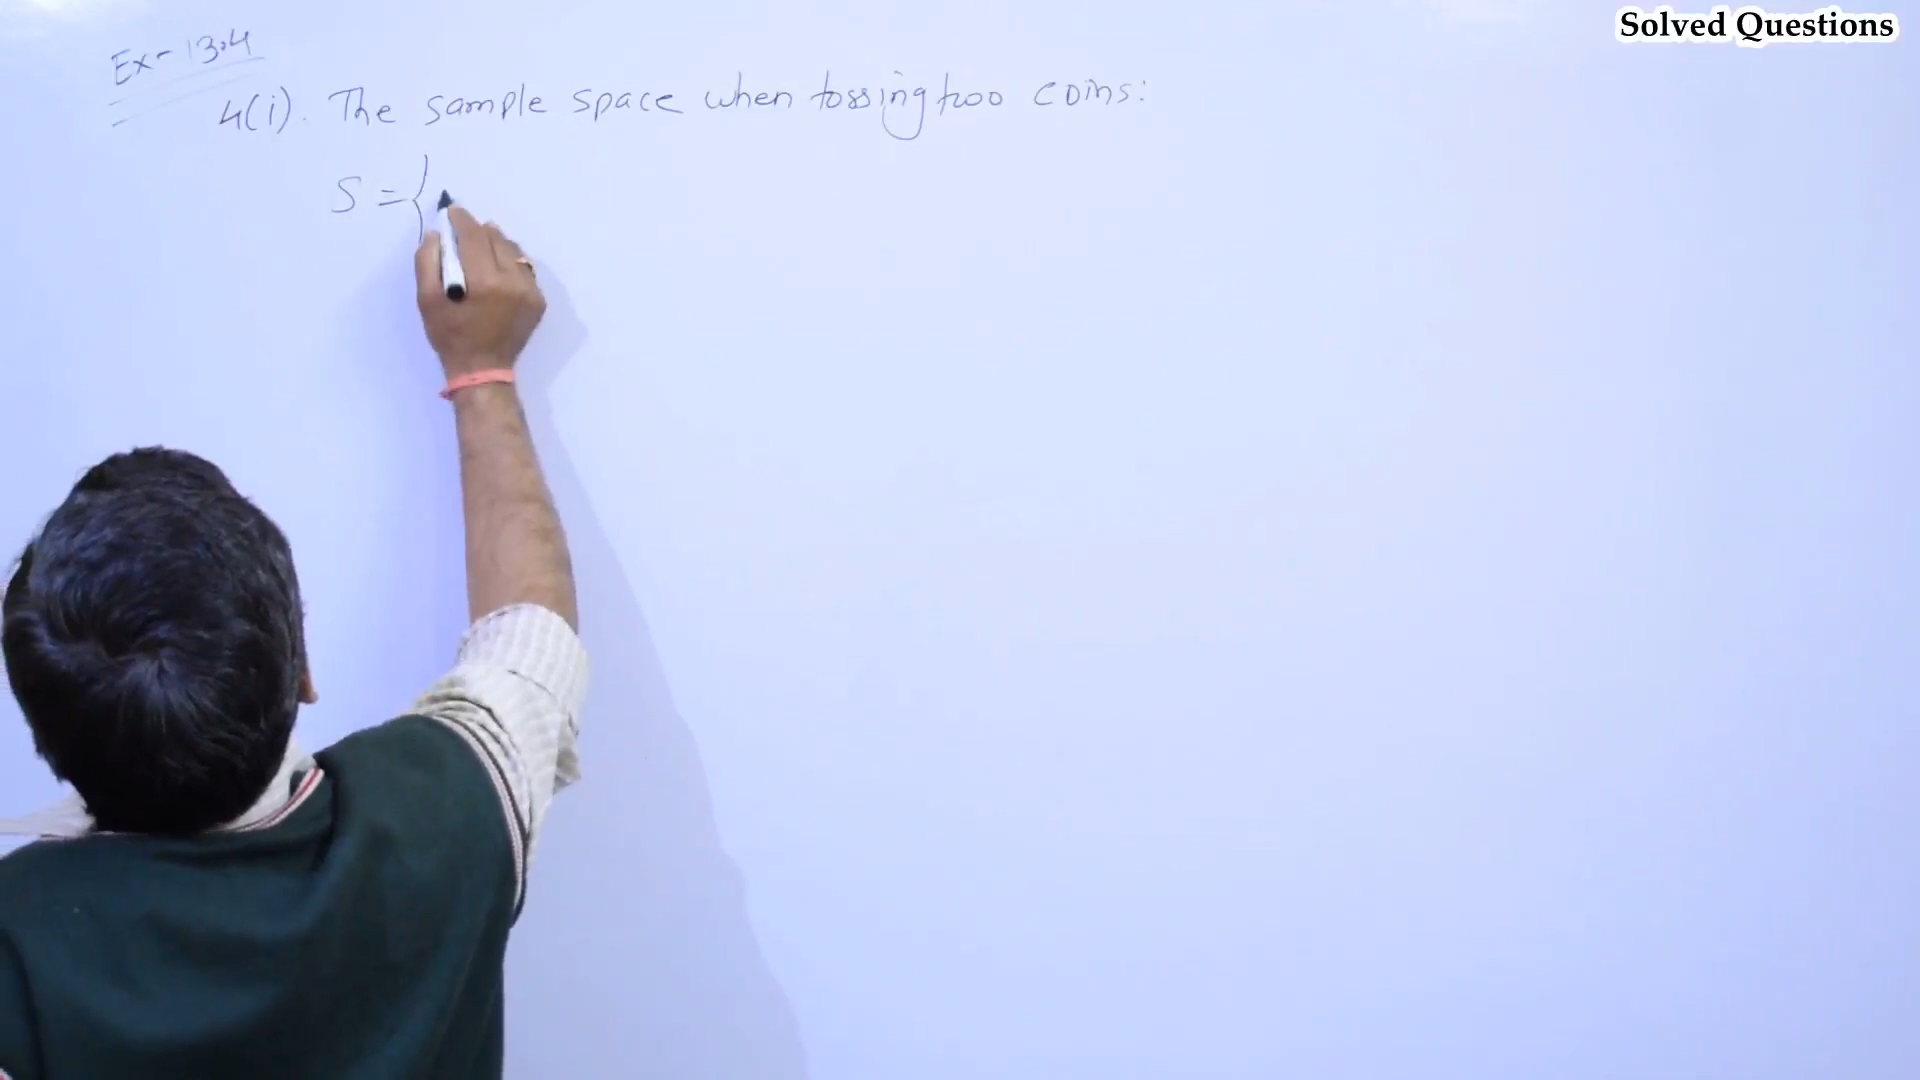 Solved Questions
Ex-13.4
4(i). The sample space when tossing two coins:
S = {